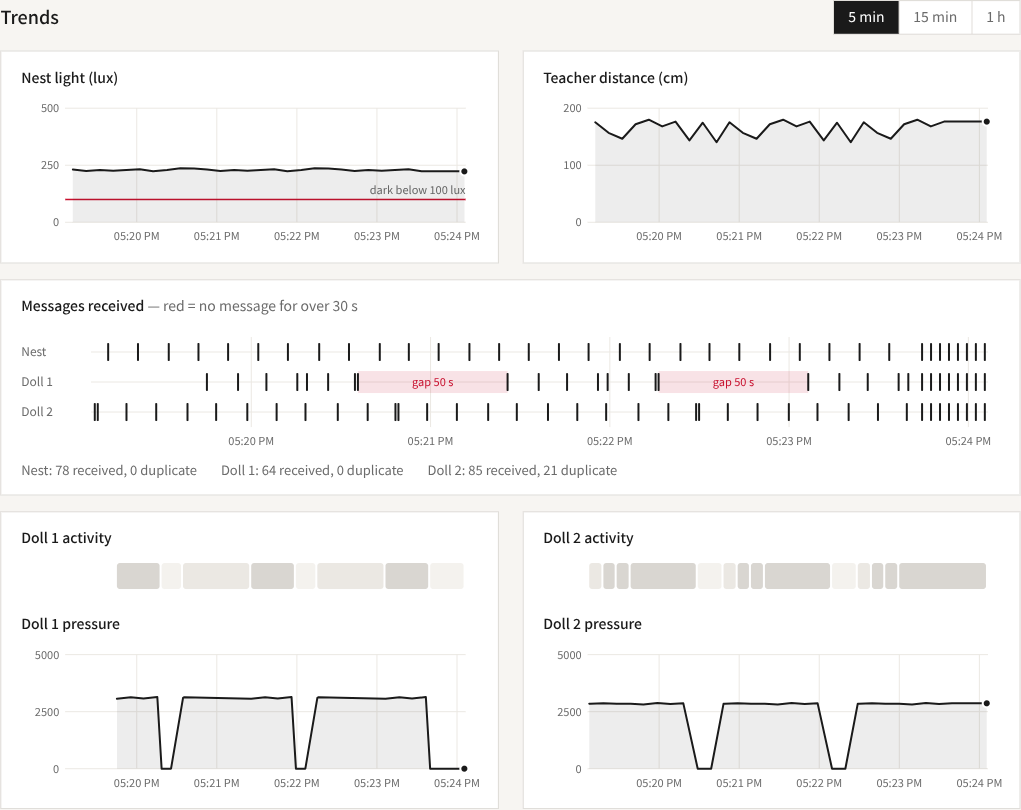 Trends
5 min 15 min 1 h
Nest light (lux)
500
250
dark below 100 lux
0
05:20 PM 05:21 PM 05:22 PM 05:23 PM 05:24 PM
Teacher distance (cm)
200
100
0
05:20 PM 05:21 PM 05:22 PM 05:23 PM 05:24 PM
Messages received — red = no message for over 30 s
Nest
Doll 1 gap 50 s gap 50 s
Doll 2
05:20 PM 05:21 PM 05:22 PM 05:23 PM 05:24 PM
Nest: 78 received, 0 duplicate Doll 1: 64 received, 0 duplicate Doll 2: 85 received, 21 duplicate
Doll 1 activity
Doll 1 pressure
5000
2500
0
05:20 PM 05:21 PM 05:22 PM 05:23 PM 05:24 PM
Doll 2 activity
Doll 2 pressure
5000
2500
0
05:20 PM 05:21 PM 05:22 PM 05:23 PM 05:24 PM